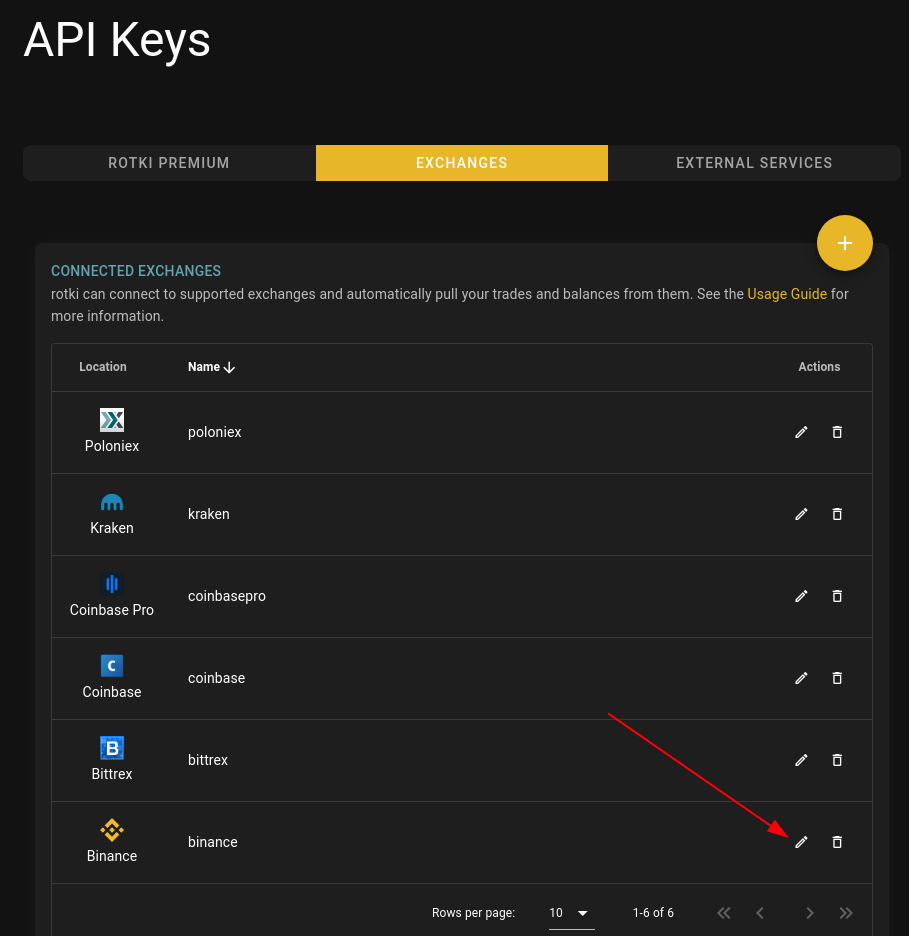 API Keys
ROTKI PREMIUM
EXCHANGES
EXTERNAL SERVICES
CONNECTED EXCHANGES
rotki can connect to supported exchanges and automatically pull your trades and balances from them. See the Usage Guide for
more information.
Location Name Actions
Poloniex poloniex
Kraken kraken
Coinbase Pro coinbasepro
C
Coinbase coinbase
B
Bittrex bittrex
Binance binance
Rows per page: 10 1-6 of 6